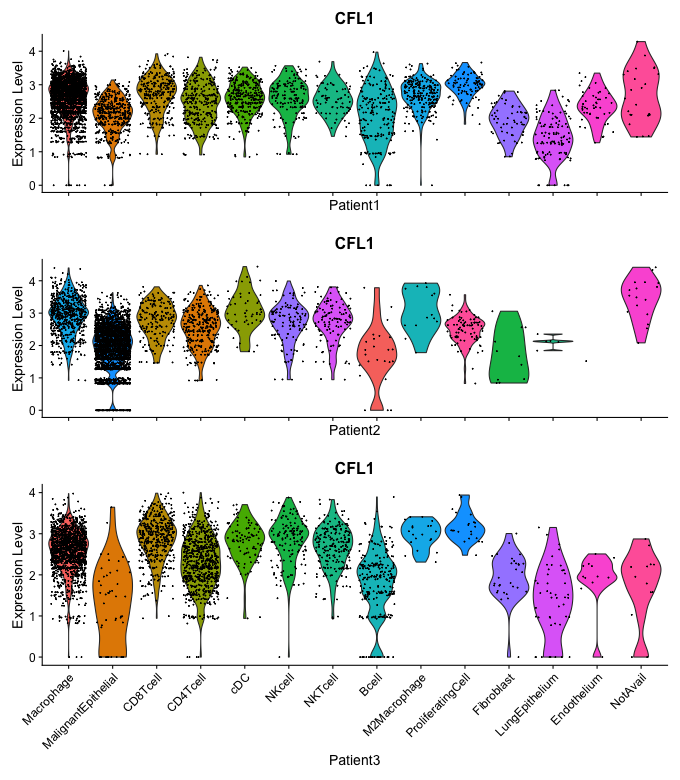 CFL1
Expression Level
4
3
2
1
0
Patient1
CFL1
Expression Level
4
3
2
1
0
Patient2
CFL1
Expression Level
4
3
2
1
0
Macrophage
MalignantEpithelial
CD8Tcell
CD4Tcell
cDC
NKcell
NKTcell
Bcell
M2Macrophage
ProliferatingCell
Fibroblast
LungEpithelium
Endothelium
NotAvail
Patient3